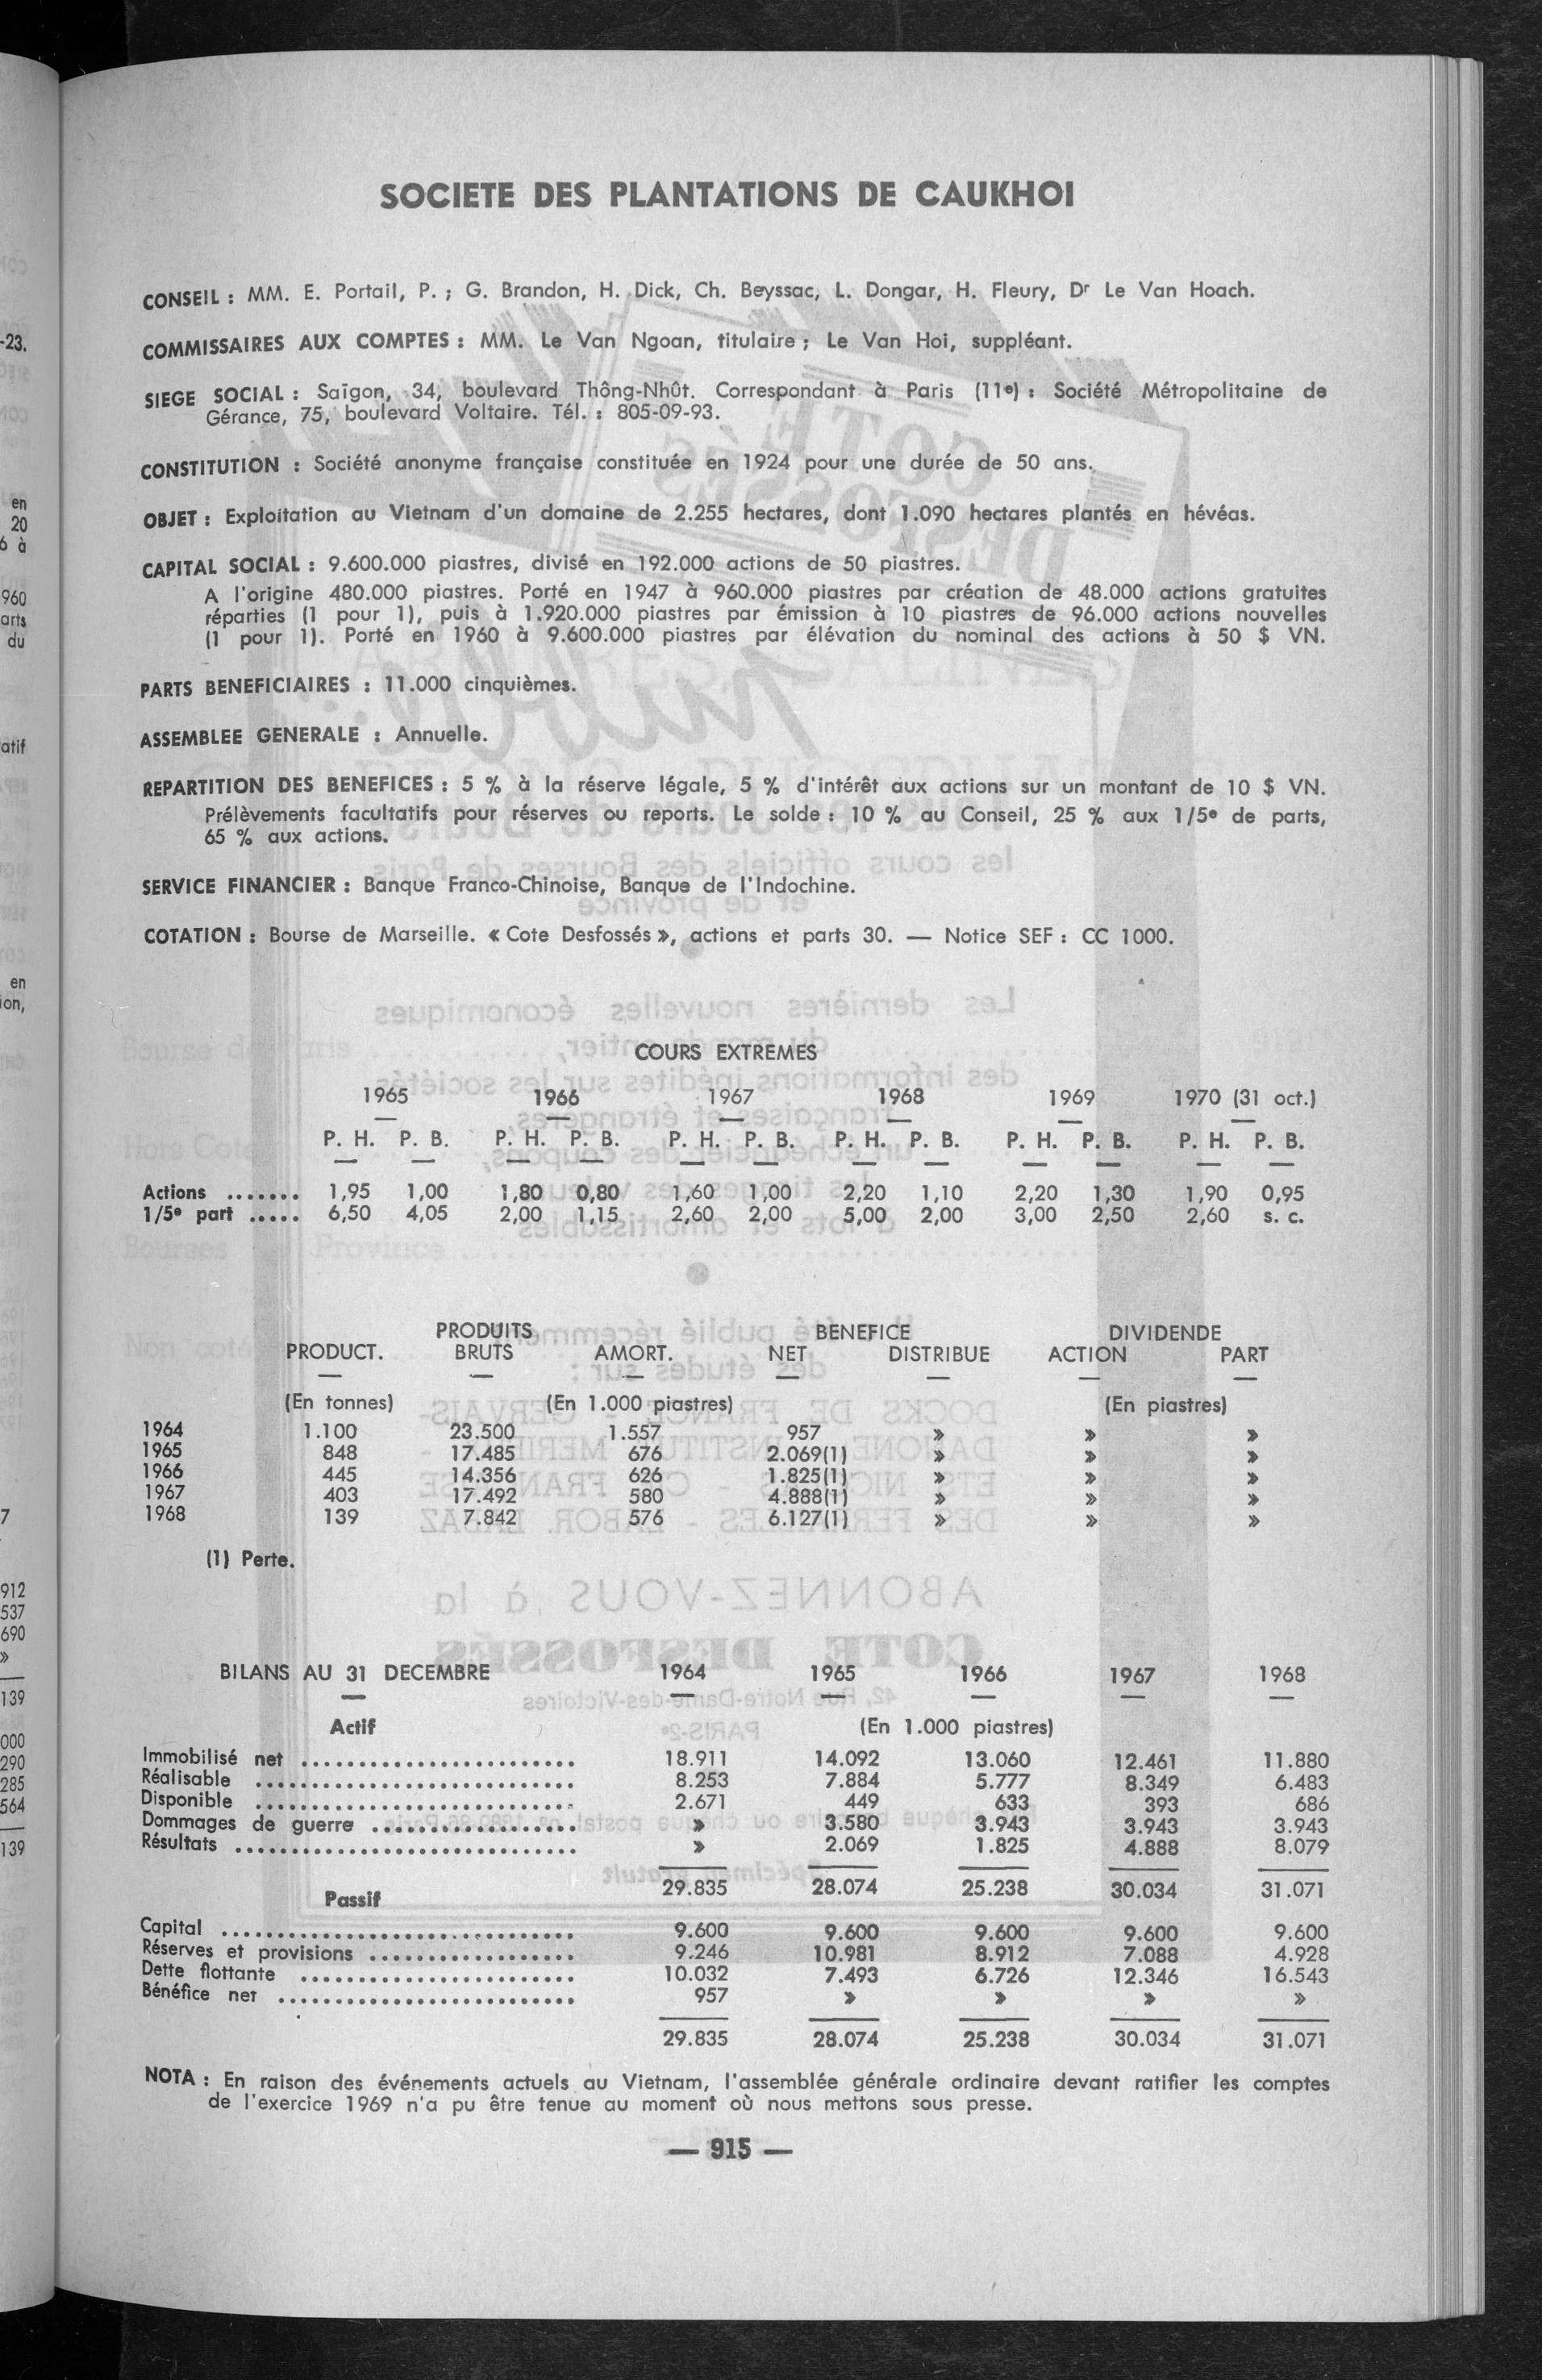 SOCIETE DES PLANTATIONS DE CAUKHOI
CONSEIL : MM. E. Portail, P. ; G. Brandon, H. Dick, Ch. Beyssac, L. Dongar, H. Fleury, Dr Le Van Hoach.
COMMISSAIRES AUX COMPTES : MM. Le Van Ngoan, titulaire ; Le Van Hoi, suppléant.
SIEGE SOCIAL : Saïgon, 34, boulevard Thông-Nhût. Correspondant à Paris (11e) : Société Métropolitaine de
Gérance, 75, boulevard Voltaire. Tél. : 805-09-93.
CONSTITUTION : Société anonyme française constituée en 1924 pour une durée de 50 ans.
OBJET : Exploitation au Vietnam d'un domaine de 2.255 hectares, dont 1.090 hectares plantés en hévéas.
CAPITAL SOCIAL : 9.600.000 piastres, divisé en 192.000 actions de 50 piastres.
A l'origine 480.000 piastres. Porté en 1947 à 960.000 piastres par création de 48.000 actions gratuites
réparties (1 pour 1), puis à 1.920.000 piastres par émission à 10 piastres de 96.000 actions nouvelles
(1 pour 1). Porté en 1960 à 9.600.000 piastres par élévation du nominal des actions à 50 $ VN.
PARTS BENEFICIAIRES : 11.000 cinquièmes.
ASSEMBLEE GENERALE : Annuelle.
REPARTITION DES BENEFICES : 5 % à la réserve légale, 5 % d'intérêt aux actions sur un montant de 10 $ VN.
Prélèvements facultatifs pour réserves ou reports. Le solde : 10 % au Conseil, 25 % aux 1/5e de parts,
65 % aux actions.
SERVICE FINANCIER : Banque Franco-Chinoise, Banque de l'Indochine.
COTATION : Bourse de Marseille. « Cote Desfossés », actions et parts 30. — Notice SEF : CC 1000.
COURS EXTREMES
1965 1966 1967 1968 1969 1970 (31 oct.)
P. H. P. B. P. H. P. B. P. H. P. B. P. H. P. B. P. H. P. B. P. H. P. B.
Actions ....... 1,95 1,00 1,80 0,80 1,60 1,00 2,20 1,10 2,20 1,30 1,90 0,95
1/5e part ..... 6,50 4,05 2,00 1,15 2,60 2,00 5,00 2,00 3,00 2,50 2,60 s. c.
PRODUITS BENEFICE DIVIDENDE
PRODUCT. BRUTS AMORT. NET DISTRIBUE ACTION PART
(En tonnes) (En 1.000 piastres) (En piastres)
1964 1.100 23.500 1.557 957 » » »
1965 848 17.485 676 2.069(1) » » »
1966 445 14.356 626 1.825(1) » » »
1967 403 17.492 580 4.888(1) » » »
1968 139 7.842 576 6.127(1) » » »
(1) Perte.
BILANS AU 31 DECEMBRE 1964 1965 1966 1967 1968
Actif (En 1.000 piastres)
Immobilisé net ........................ 18.911 14.092 13.060 12.461 11.880
Réalisable ............................ 8.253 7.884 5.777 8.349 6.483
Disponible ............................ 2.671 449 633 393 686
Dommages de guerre .................. » 3.580 3.943 3.943 3.943
Résultats .............................. » 2.069 1.825 4.888 8.079
29.835 28.074 25.238 30.034 31.071
Passif
Capital ............................... 9.600 9.600 9.600 9.600 9.600
Réserves et provisions .................. 9.246 10.981 8.912 7.088 4.928
Dette flottante ........................ 10.032 7.493 6.726 12.346 16.543
Bénéfice net .......................... 957 » » » »
29.835 28.074 25.238 30.034 31.071
NOTA : En raison des événements actuels au Vietnam, l'assemblée générale ordinaire devant ratifier les comptes
de l'exercice 1969 n'a pu être tenue au moment où nous mettons sous presse.
— 915 —